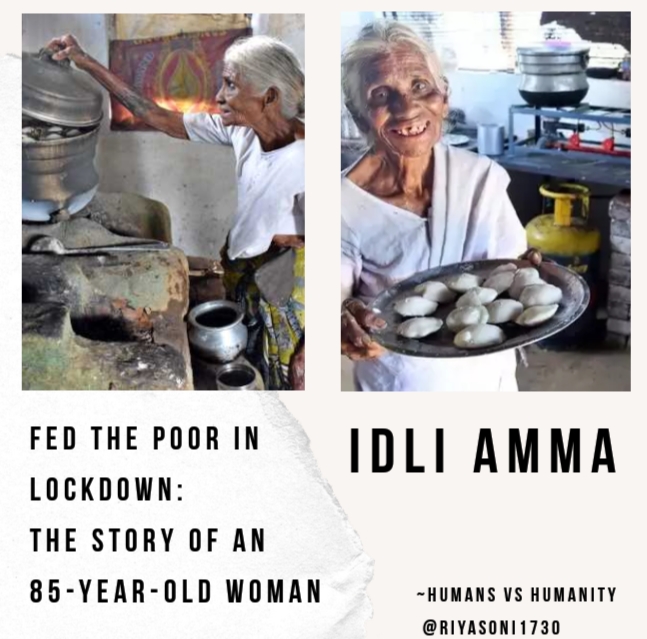 FED THE POOR IN
LOCKDOWN:
THE STORY OF AN
85-YEAR-OLD WOMAN
IDLI AMMA
~HUMANS VS HUMANITY
@RIYASONI1730